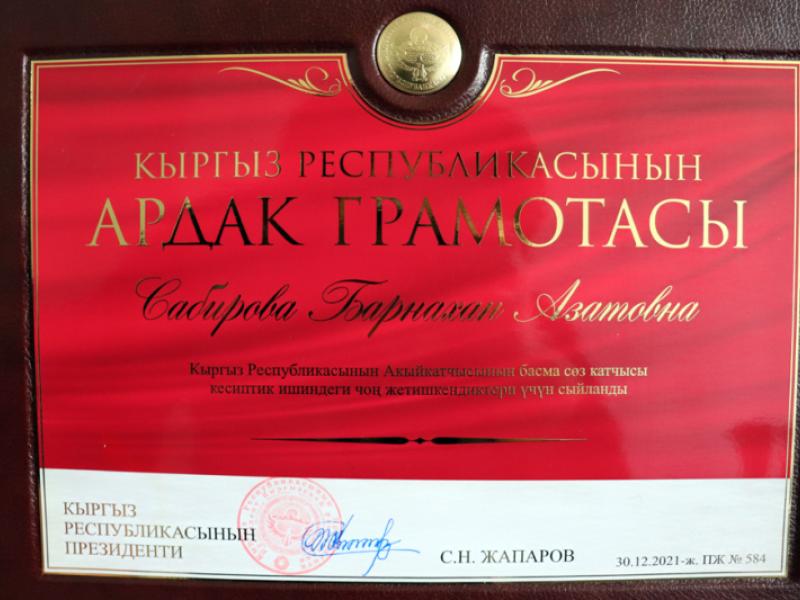 КЫРГЫЗ РЕСПУБЛИКАСЫНЫН
АРДАК ГРАМОТАСЫ
Сабирова Барнахан Азатовна
Кыргыз Республикасынын Акыйкатчысынын басма сөз катчысы
кесиптик ишиндеги чоң жетишкендиктери үчүн сыйланды
КЫРГЫЗ
РЕСПУБЛИКАСЫНЫН
ПРЕЗИДЕНТИ
С.Н. ЖАПАРОВ
30.12.2021-ж. ПЖ № 584